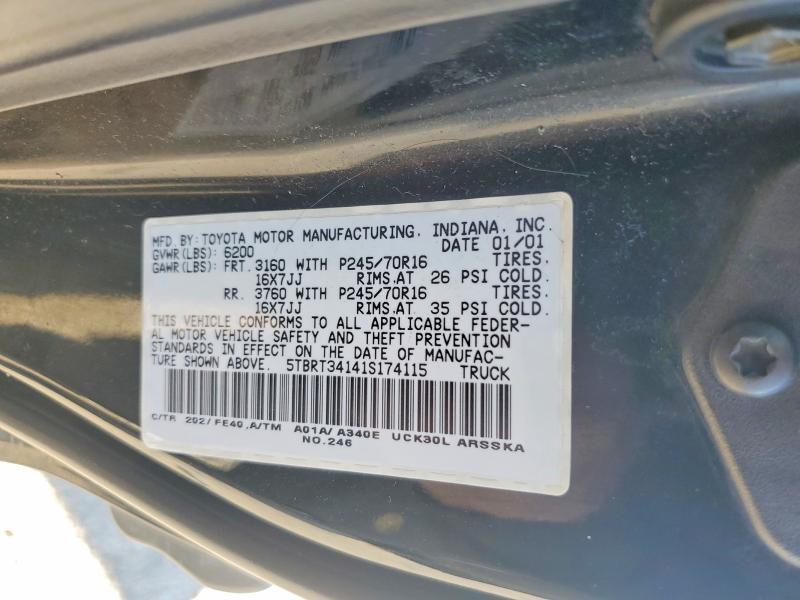 MFD. BY: TOYOTA MOTOR MANUFACTURING, INDIANA, INC.
GVWR(LBS): 6200 DATE 01/01
GAWR(LBS): FRT. 3160 WITH P245/70R16 TIRES.
16X7JJ RIMS.AT 26 PSI COLD.
RR. 3760 WITH P245/70R16 TIRES.
16X7JJ RIMS.AT 35 PSI COLD.
THIS VEHICLE CONFORMS TO ALL APPLICABLE FEDER-
AL MOTOR VEHICLE SAFETY AND THEFT PREVENTION
STANDARDS IN EFFECT ON THE DATE OF MANUFAC-
TURE SHOWN ABOVE. 5TBRT34141S174115 TRUCK
C/TR 202/ FE40,A/TM A01A/ A340E UCK30L ARSSKA
NO.246